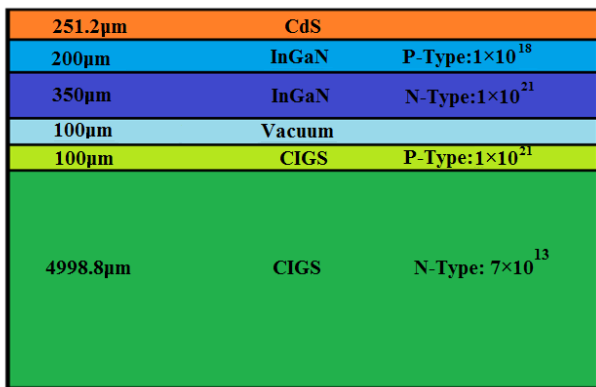 251.2µm CdS
200µm InGaN P-Type:1×10^18
350µm InGaN N-Type:1×10^21
100µm Vacuum
100µm CIGS P-Type:1×10^21
4998.8µm CIGS N-Type: 7×10^13